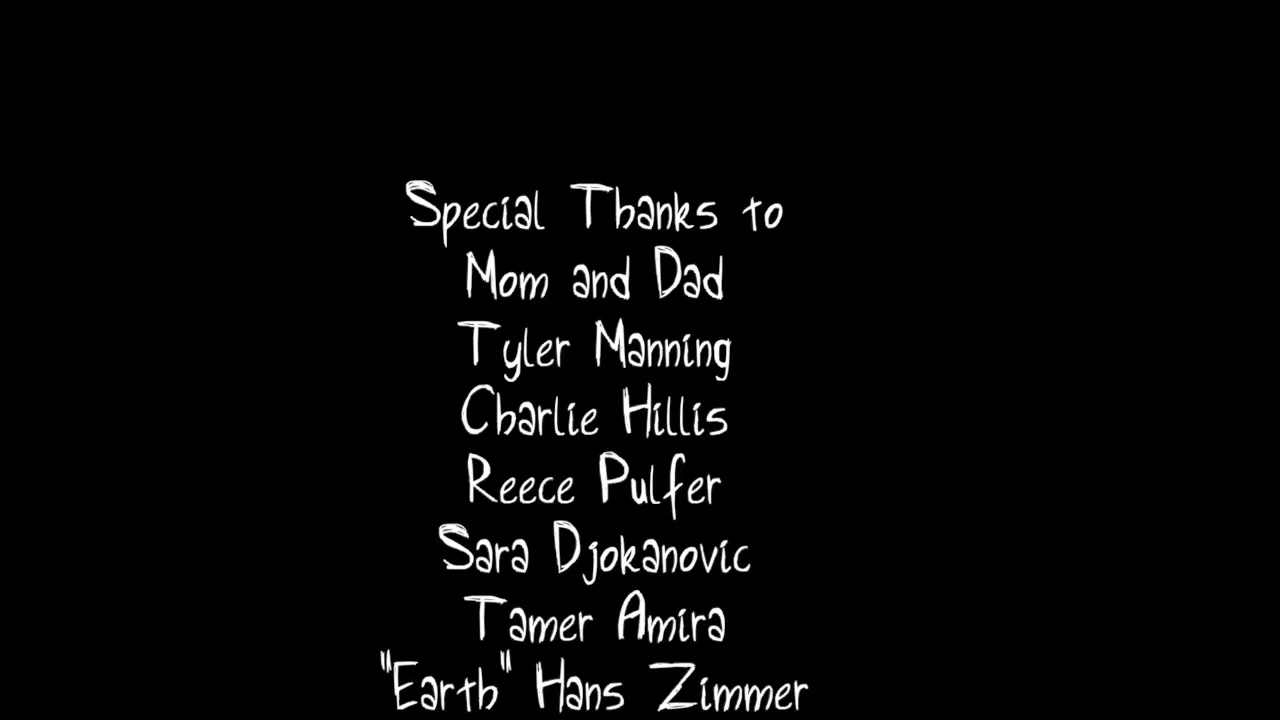 Special Thanks to
Mom and Dad
Tyler Manning
Charlie Hillis
Reece Pulfer
Sara Djokanovic
Tamer Amira
"Earth" Hans Zimmer